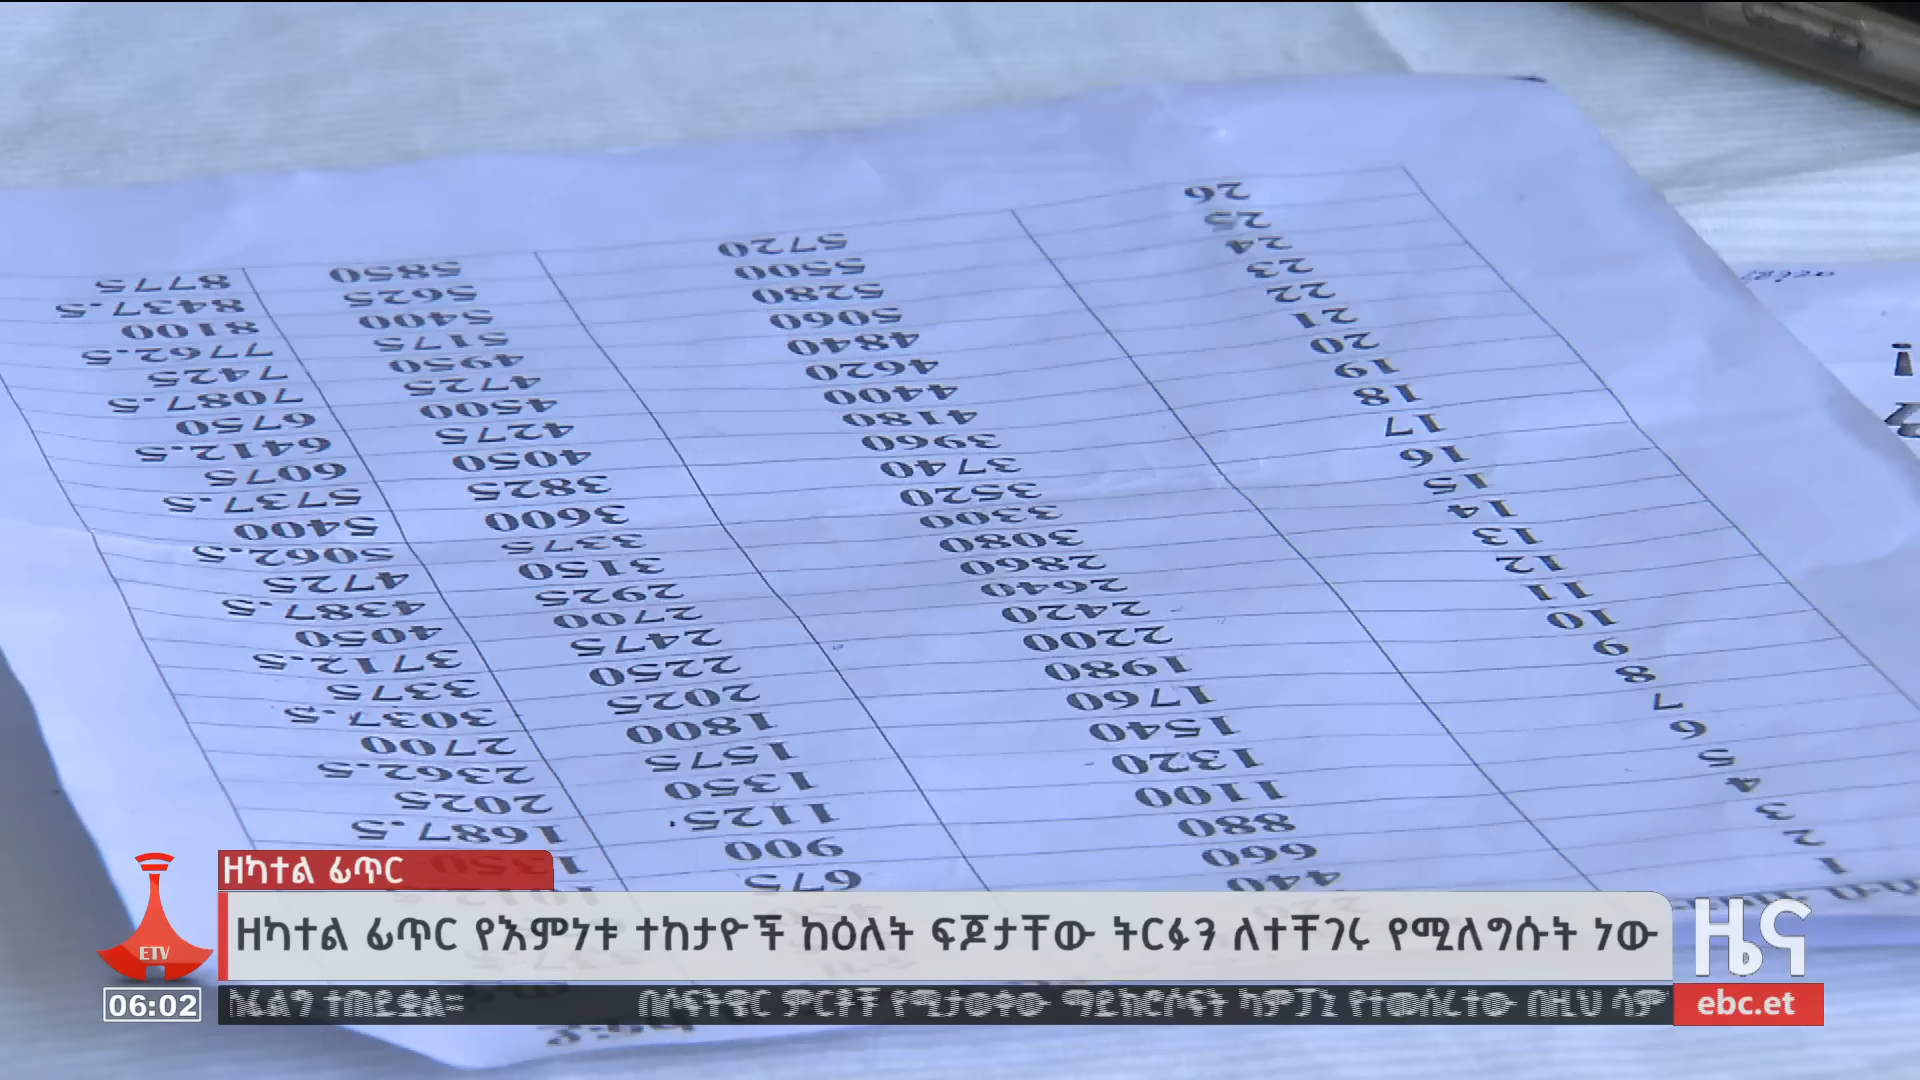 1
2 440
3 660 675
4 880 900 1350
5 1100 1125 1687.5
6 1320 1350 2025
7 1540 1575 2362.5
8 1760 1800 2700
9 1980 2025 3037.5
10 2200 2250 3375
11 2420 2475 3712.5
12 2640 2700 4050
13 2860 2925 4387.5
14 3080 3150 4725
15 3300 3375 5062.5
16 3520 3600 5400
17 3740 3825 5737.5
18 3960 4050 6075
19 4180 4275 6412.5
20 4400 4500 6750
21 4620 4725 7087.5
22 4840 4950 7425
23 5060 5175 7762.5
24 5280 5400 8100
25 5500 5625 8437.5
26 5720 5850 8775
ዘካተል ፊጥር
ዘካተል ፊጥር የእምነቱ ተከታዮች ከዕለት ፍጆታቸው ትርፉን ለተቸገሩ የሚለግሱት ነው
ዜና
ETV
06:02
ebc.et